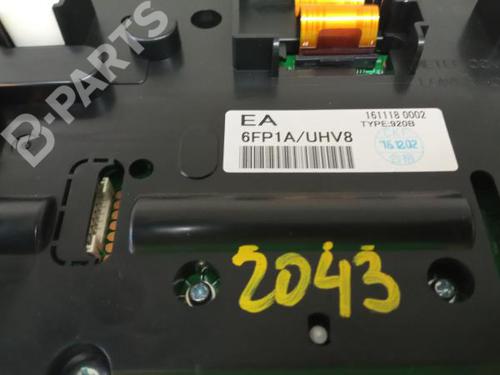 B-PARTS
EA
161118 0002
TYPE:920B
6FP1A/UHV8
16.12.02
2043